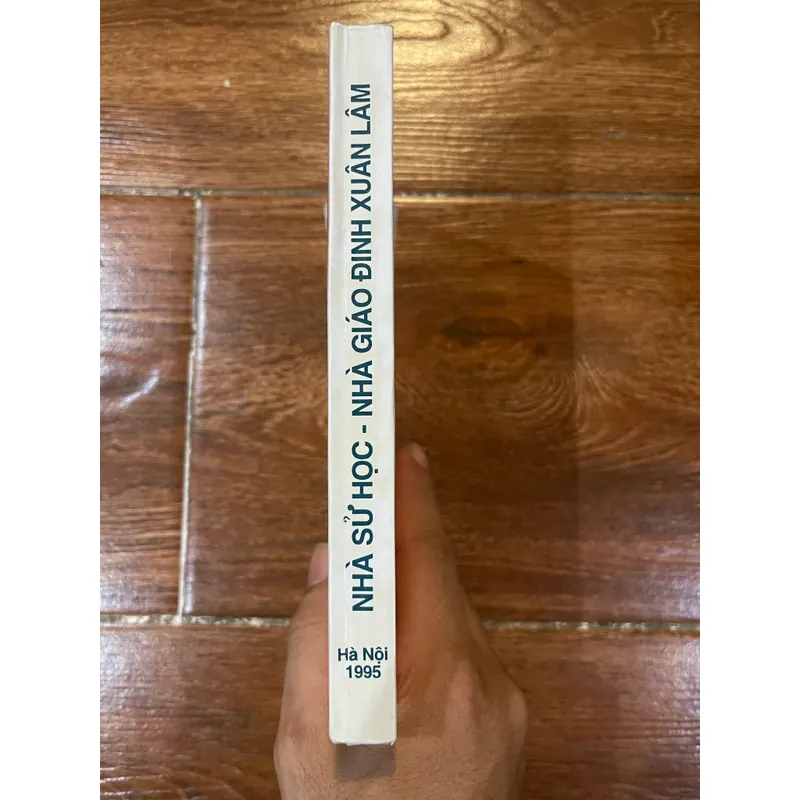 NHÀ SỬ HỌC - NHÀ GIÁO ĐINH XUÂN LÂM
Hà Nội
1995